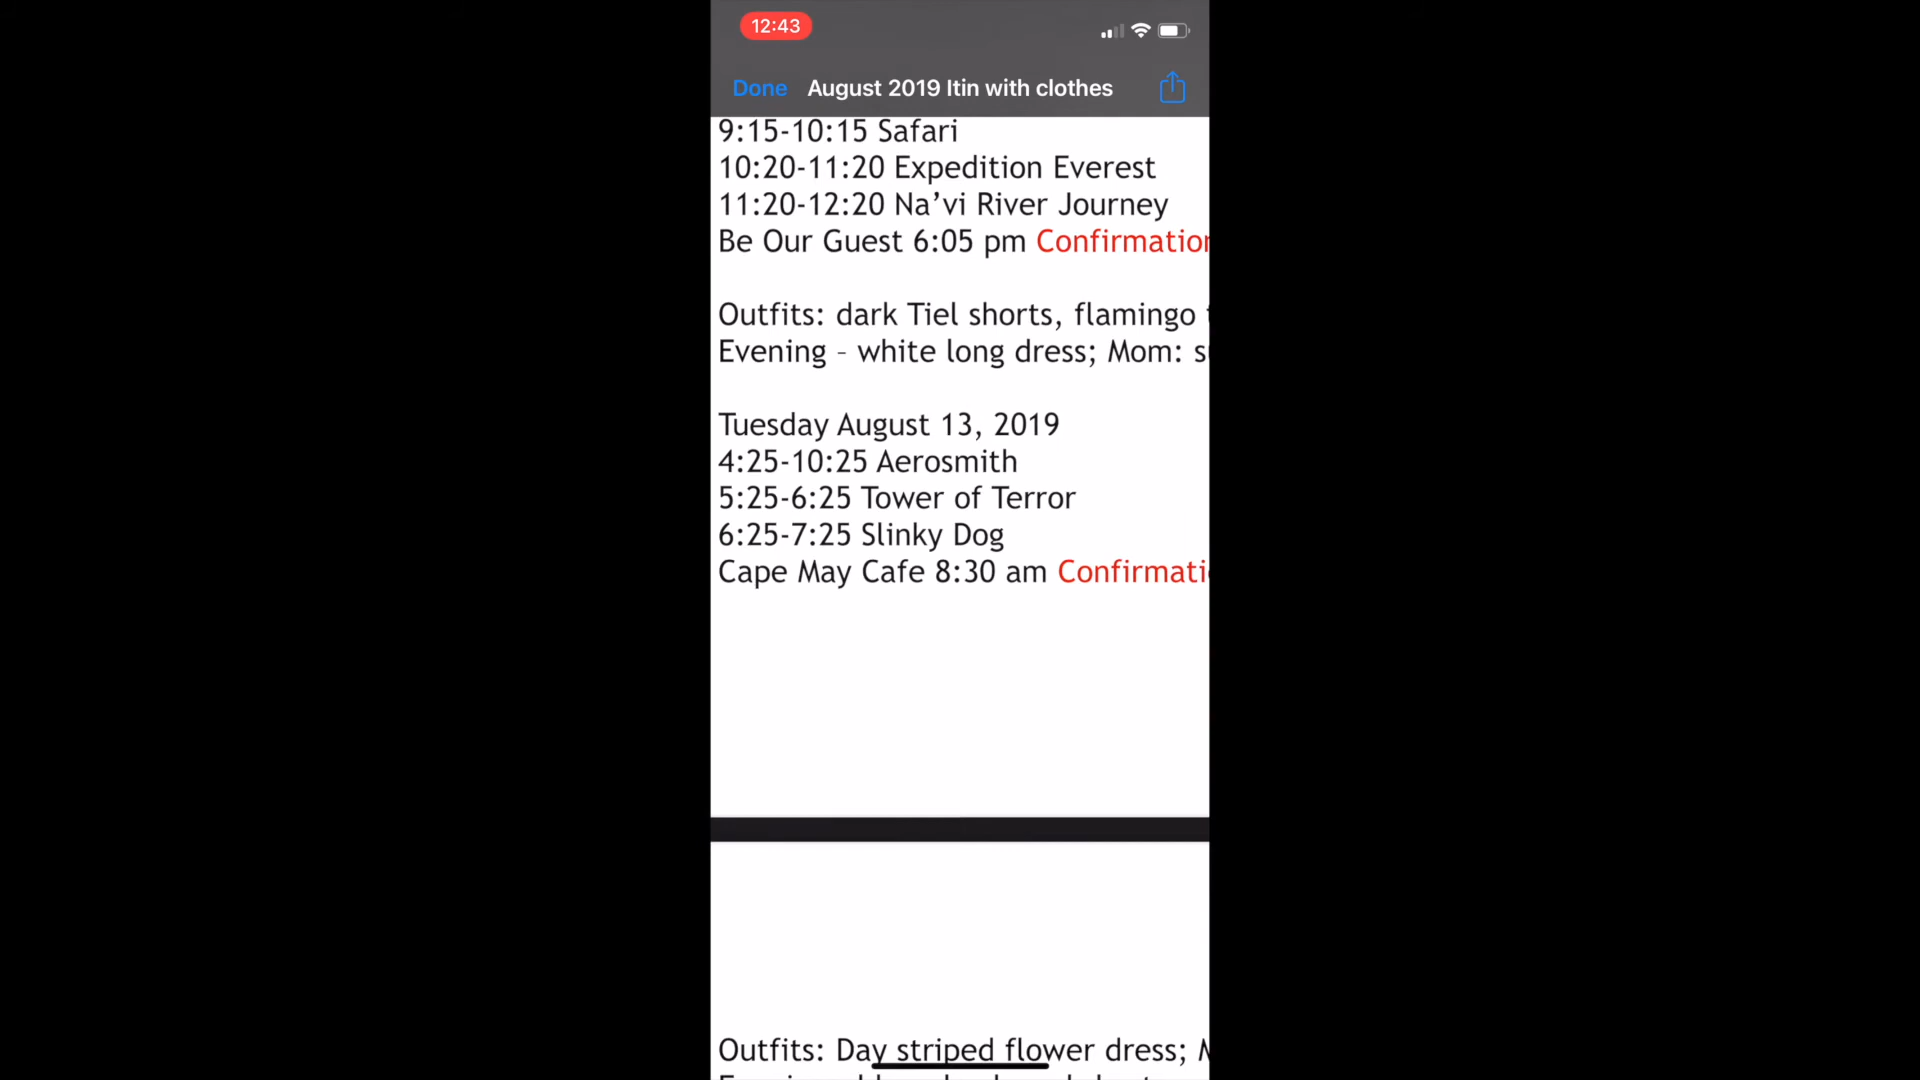 12:43
Done August 2019 Itin with clothes
9:15-10:15 Safari
10:20-11:20 Expedition Everest
11:20-12:20 Na’vi River Journey
Be Our Guest 6:05 pm Confirmation
Outfits: dark Tiel shorts, flamingo
Evening - white long dress; Mom:
Tuesday August 13, 2019
4:25-10:25 Aerosmith
5:25-6:25 Tower of Terror
6:25-7:25 Slinky Dog
Cape May Cafe 8:30 am Confirmati
Outfits: Day striped flower dress;